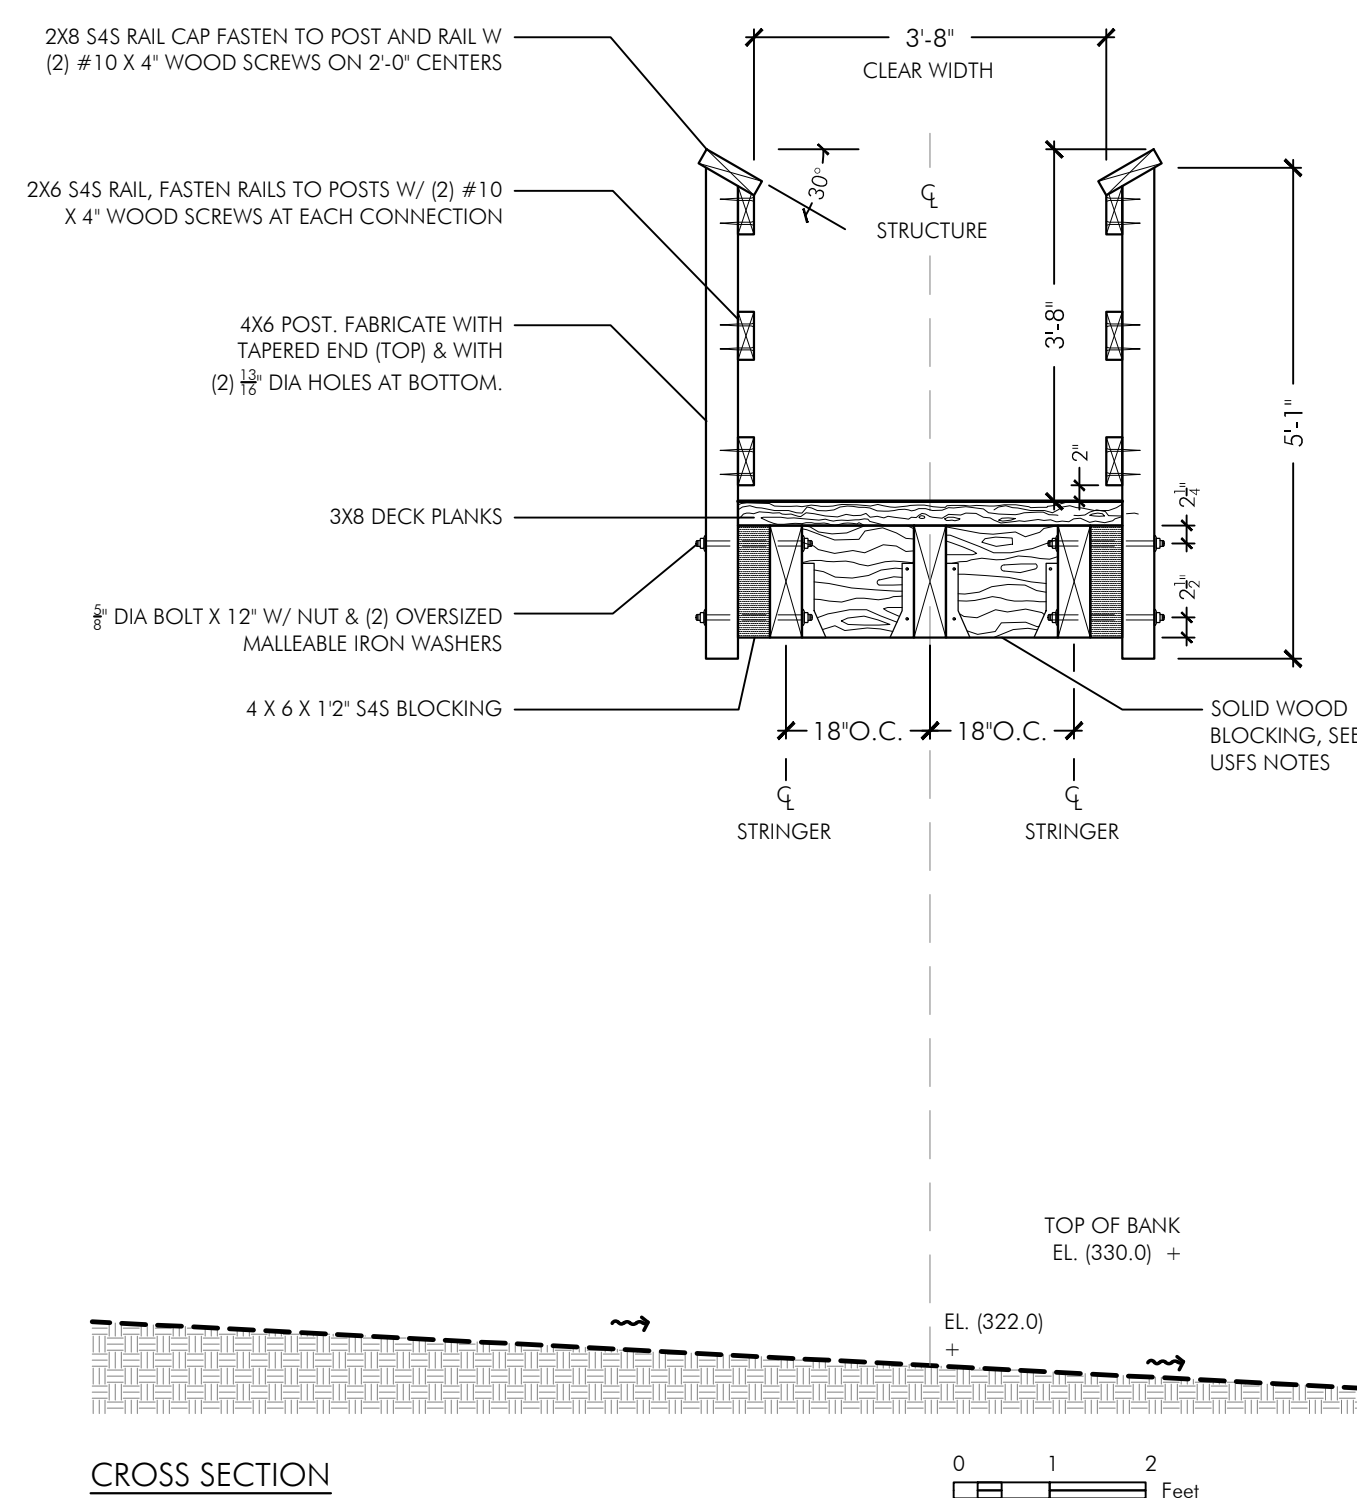 2X8 S4S RAIL CAP FASTEN TO POST AND RAIL W
(2) #10 X 4" WOOD SCREWS ON 2'-0" CENTERS
3'-8"
CLEAR WIDTH
2X6 S4S RAIL, FASTEN RAILS TO POSTS W/ (2) #10
X 4" WOOD SCREWS AT EACH CONNECTION
30°
℄
STRUCTURE
3'-8"
5'-1"
4X6 POST. FABRICATE WITH
TAPERED END (TOP) & WITH
(2) 13/16" DIA HOLES AT BOTTOM.
2"
2 1/4"
3X8 DECK PLANKS
2 1/2"
5/8" DIA BOLT X 12" W/ NUT & (2) OVERSIZED
MALLEABLE IRON WASHERS
4 X 6 X 1'2" S4S BLOCKING
18"O.C.
18"O.C.
SOLID WOOD
BLOCKING, SEE
USFS NOTES
℄
STRINGER
℄
STRINGER
TOP OF BANK
EL. (330.0) +
EL. (322.0)
+
CROSS SECTION
0 1 2
Feet